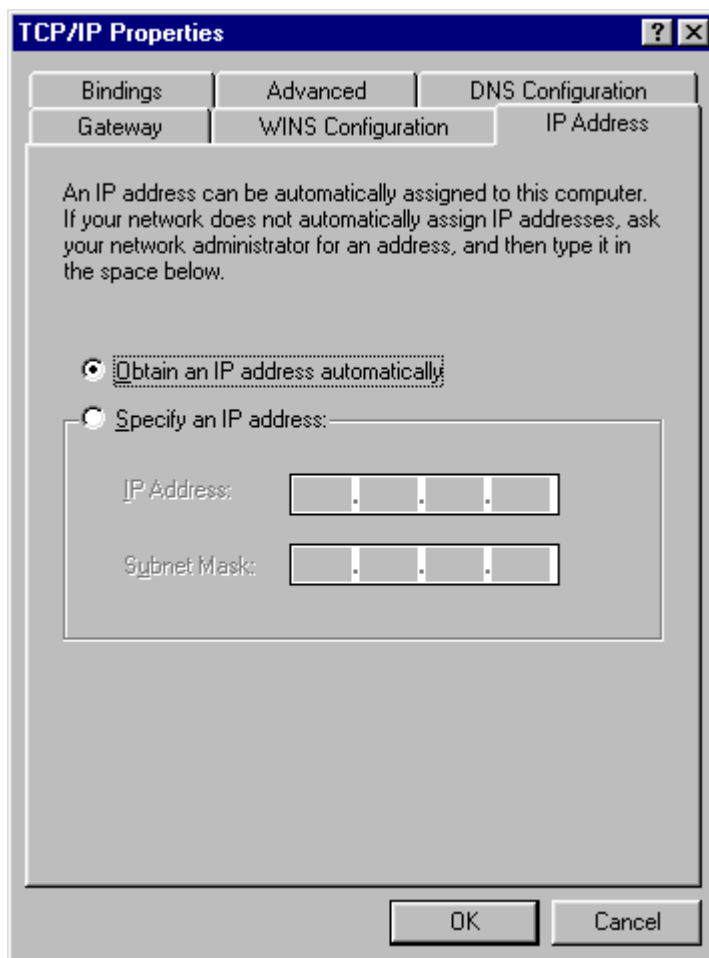 TCP/IP Properties
Bindings
Advanced
DNS Configuration
Gateway
WINS Configuration
IP Address
An IP address can be automatically assigned to this computer.
If your network does not automatically assign IP addresses, ask
your network administrator for an address, and then type it in
the space below.
Obtain an IP address automatically
Specify an IP address:
IP Address:
Subnet Mask:
OK
Cancel